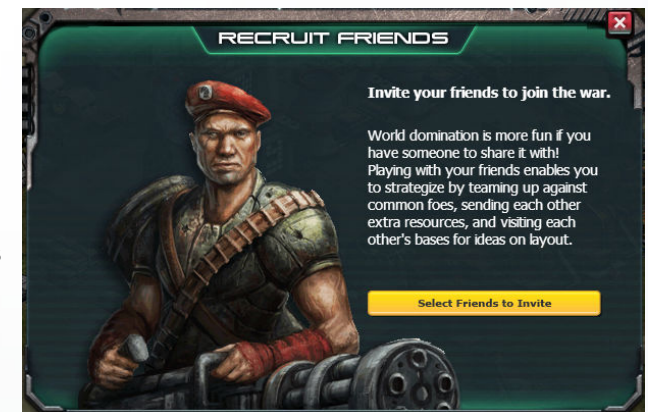 RECRUIT FRIENDS
Invite your friends to join the war.
World domination is more fun if you
have someone to share it with!
Playing with your friends enables you
to strategize by teaming up against
common foes, sending each other
extra resources, and visiting each
other's bases for ideas on layout.
Select Friends to Invite